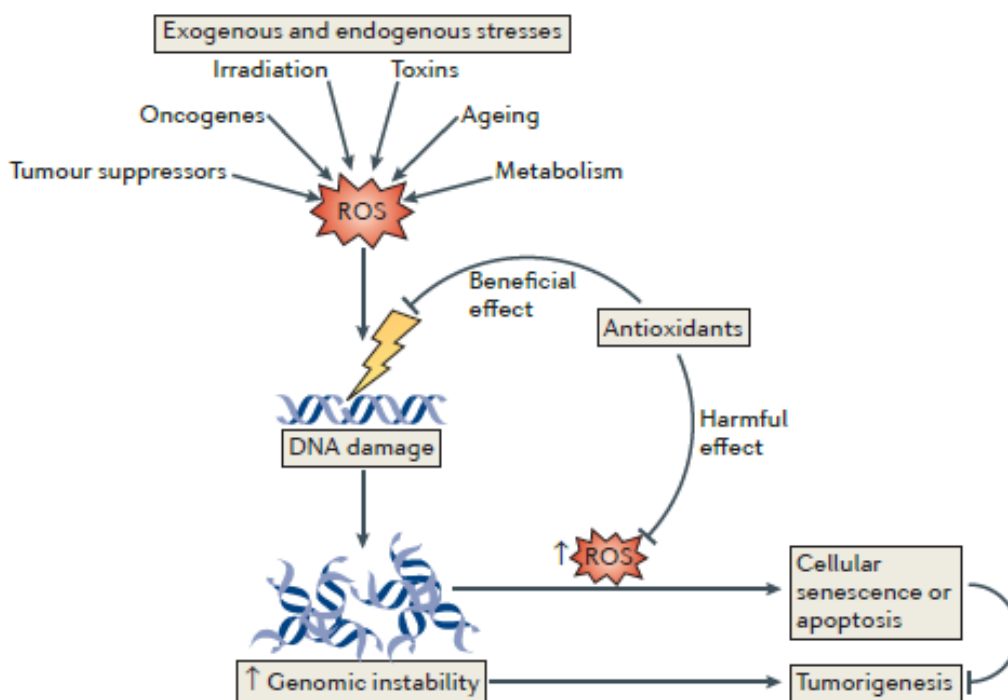 Exogenous and endogenous stresses
Irradiation
Toxins
Oncogenes
Ageing
Tumour suppressors
Metabolism
ROS
Beneficial
effect
Antioxidants
Harmful
effect
DNA damage
↑ ROS
Cellular
senescence or
apoptosis
↑ Genomic instability
Tumorigenesis